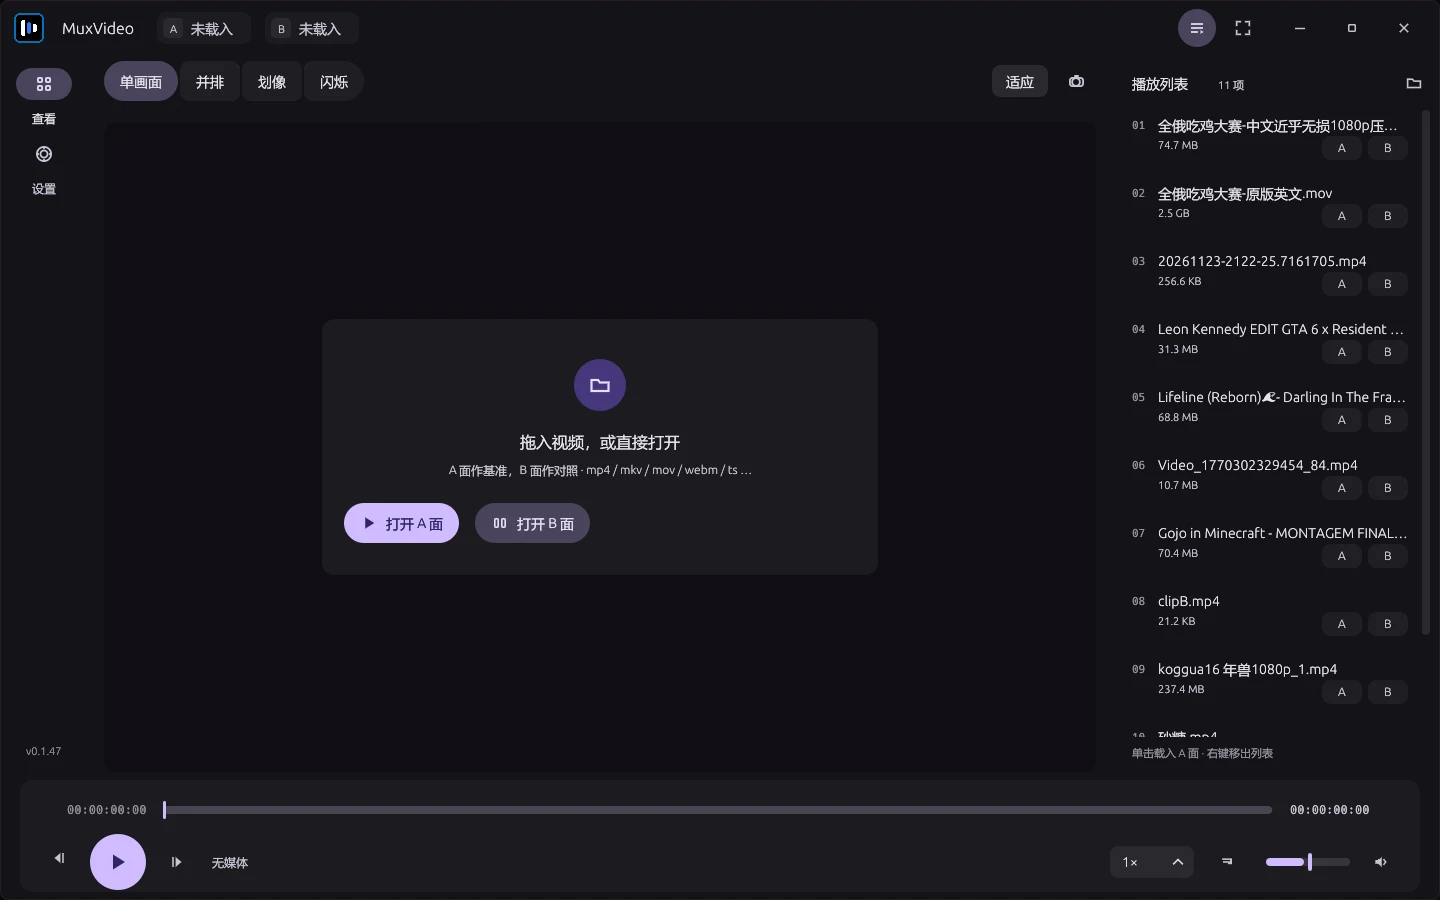 MuxVideo
A 未载入
B 未载入
查看
设置
v0.1.47
单画面 并排 划像 闪烁
适应
拖入视频，或直接打开
A 面作基准，B 面作对照 · mp4 / mkv / mov / webm / ts ...
打开 A 面
打开 B 面
播放列表 11 项
01 全俄吃鸡大赛-中文近乎无损1080p压...
74.7 MB
A B
02 全俄吃鸡大赛-原版英文.mov
2.5 GB
A B
03 20261123-2122-25.7161705.mp4
256.6 KB
A B
04 Leon Kennedy EDIT GTA 6 x Resident ...
31.3 MB
A B
05 Lifeline (Reborn)🌊- Darling In The Fra...
68.8 MB
A B
06 Video_1770302329454_84.mp4
10.7 MB
A B
07 Gojo in Minecraft - MONTAGEM FINAL...
70.4 MB
A B
08 clipB.mp4
21.2 KB
A B
09 koggua16 年兽1080p_1.mp4
237.4 MB
A B
10 砂糖.mp4
单击载入 A 面 · 右键移出列表
00:00:00:00
00:00:00:00
无媒体
1×